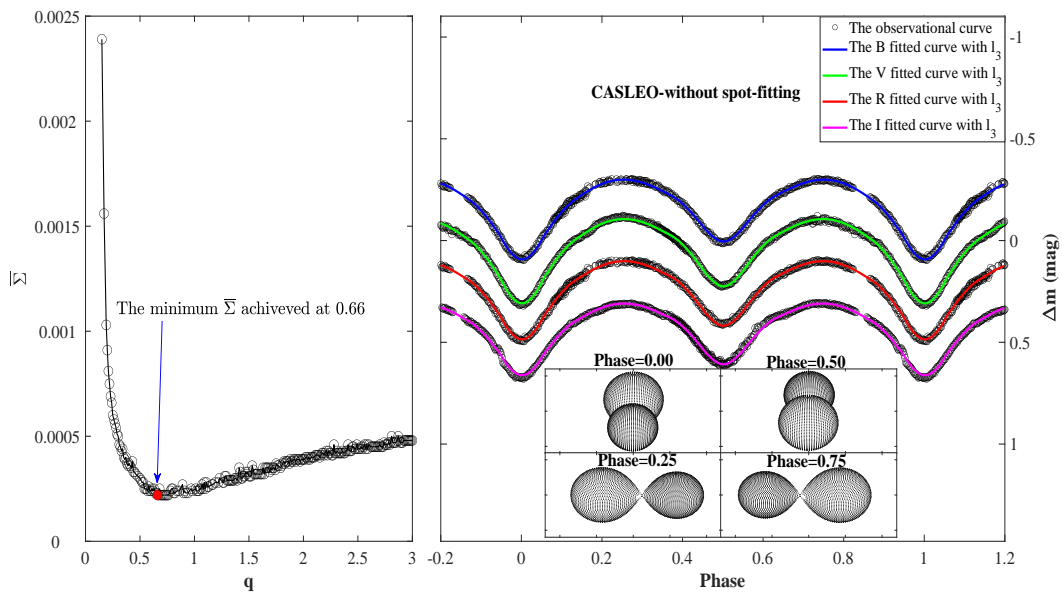 0.0025
0.002
0.0015
0.001
0.0005
0
Σ̅
The minimum Σ̅ achiveved at 0.66
0 0.5 1 1.5 2 2.5 3
q
The observational curve
The B fitted curve with l3
The V fitted curve with l3
The R fitted curve with l3
The I fitted curve with l3
CASLEO-without spot-fitting
-1
-0.5
0
0.5
1
Δm (mag)
Phase=0.00
Phase=0.50
Phase=0.25
Phase=0.75
-0.2 0 0.2 0.4 0.6 0.8 1 1.2
Phase